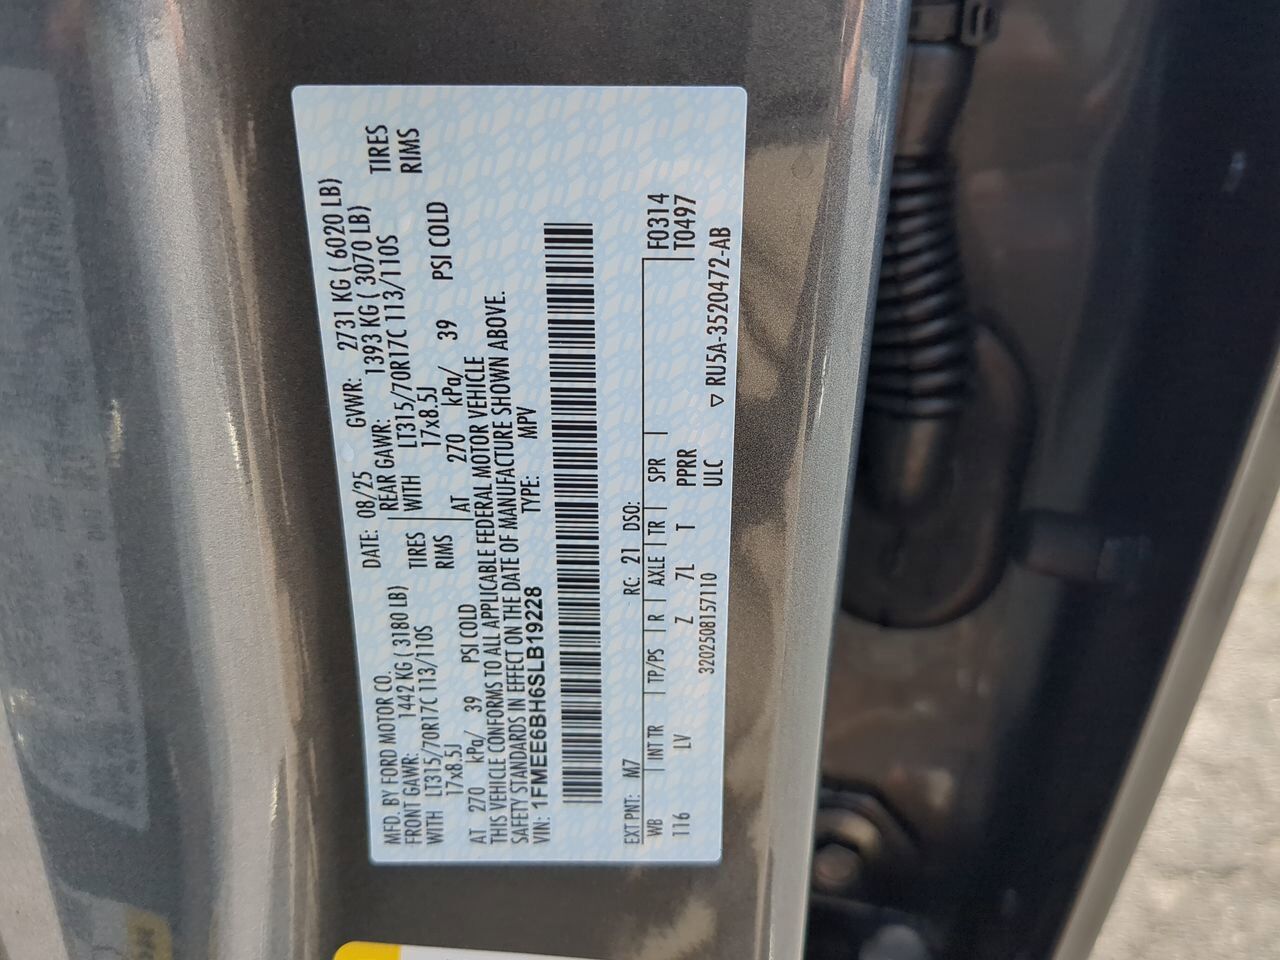 MFD. BY FORD MOTOR CO.
DATE: 08/25 GVWR: 2731 KG ( 6020 LB)
FRONT GAWR: 1442 KG ( 3180 LB) REAR GAWR: 1393 KG ( 3070 LB)
WITH LT315/70R17C 113/110S TIRES WITH LT315/70R17C 113/110S TIRES
17x8.5J RIMS 17x8.5J RIMS
AT 270 kPa/ 39 PSI COLD AT 270 kPa/ 39 PSI COLD
THIS VEHICLE CONFORMS TO ALL APPLICABLE FEDERAL MOTOR VEHICLE
SAFETY STANDARDS IN EFFECT ON THE DATE OF MANUFACTURE SHOWN ABOVE.
VIN: 1FMEE6BH6SLB19228 TYPE: MPV
EXT PNT: M7 RC: 21 DSO: F0314
WB | INT TR | TP/PS | R | AXLE | TR | SPR | T0497
116 LV Z 7L T PPRR
3202508157110 ULC ▽ RU5A-3520472-AB